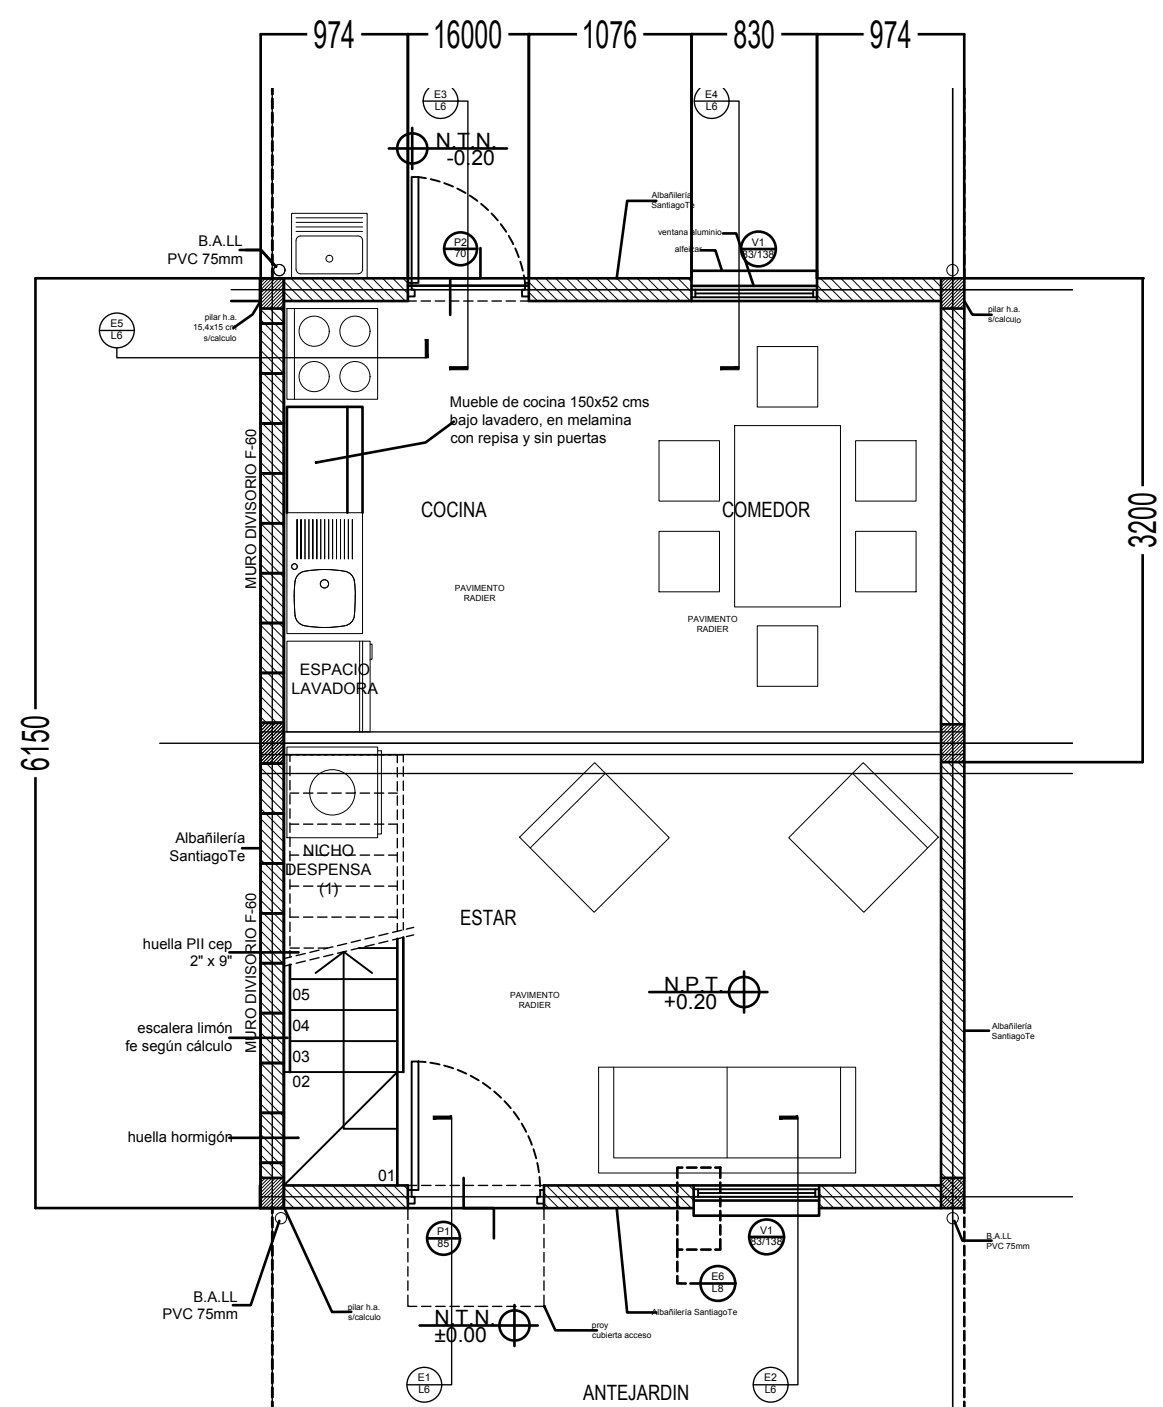 974
16000
1076
830
974
E3
L6
E4
L6
N.T.N.
-0.20
Albañilería
SantiagoTe
B.A.LL
PVC 75mm
P2
70
ventana aluminio
alfeizar
V1
83/138
pilar h.a.
15,4x15 cm
s/calculo
pilar h.a.
s/calculo
E5
L6
Mueble de cocina 150x52 cms
bajo lavadero, en melamina
con repisa y sin puertas
MURO DIVISORIO F-60
COCINA
COMEDOR
3200
PAVIMENTO
RADIER
PAVIMENTO
RADIER
ESPACIO
LAVADORA
6150
Albañilería
SantiagoTe
NICHO
DESPENSA
(1)
ESTAR
huella PII cep
2" x 9"
MURO DIVISORIO F-60
N.P.T.
+0.20
PAVIMENTO
RADIER
05
04
03
02
01
escalera limón
fe según cálculo
Albañilería
SantiagoTe
huella hormigón
P1
85
V1
83/138
B.A.LL
PVC 75mm
E6
L8
B.A.LL
PVC 75mm
pilar h.a.
s/calculo
N.T.N.
±0.00
Albañilería SantiagoTe
proy
cubierta acceso
E1
L6
E2
L6
ANTEJARDIN